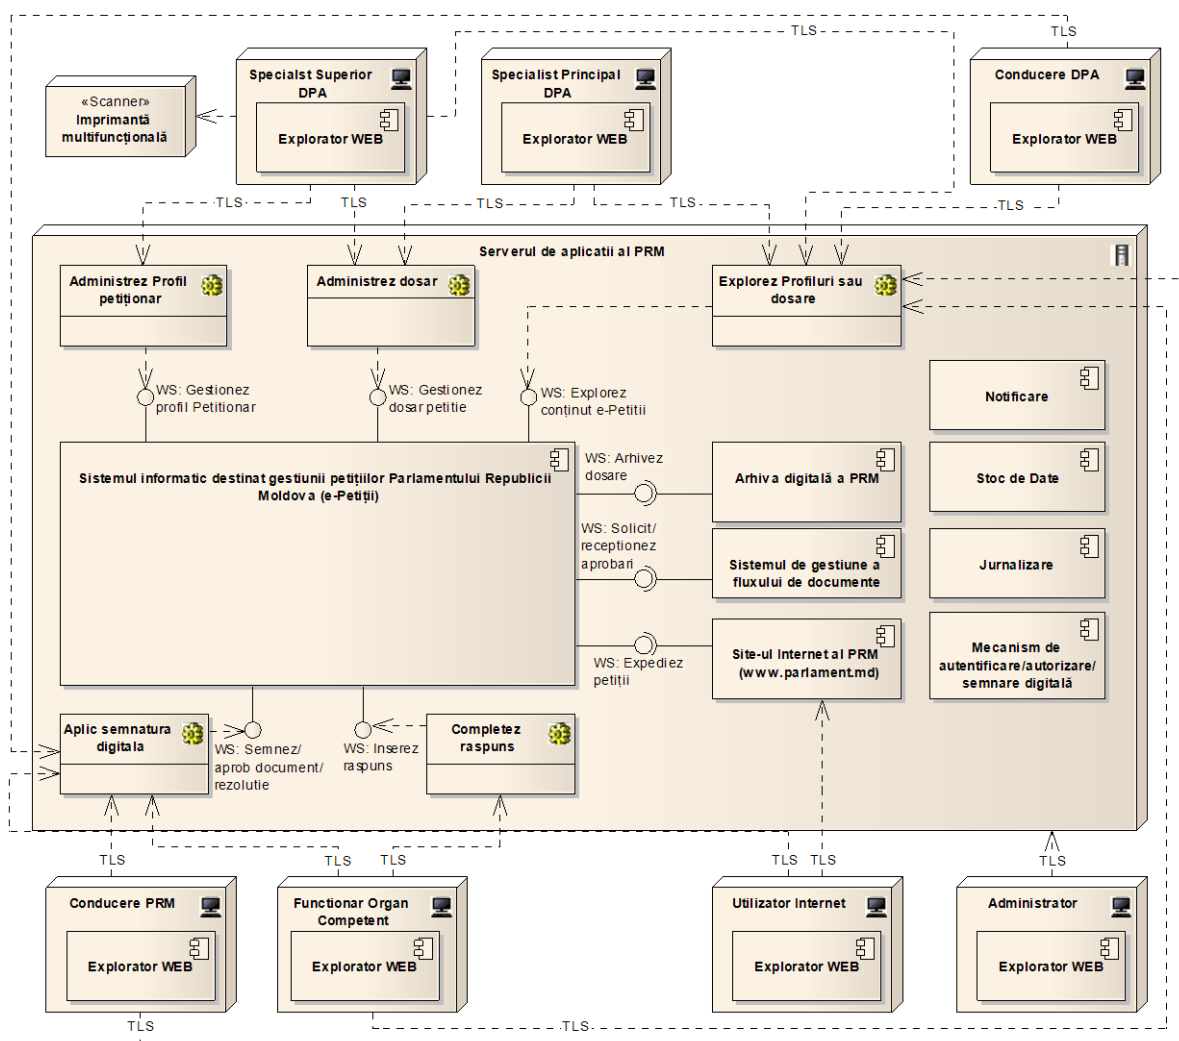 TLS
TLS
Specialst Superior
DPA
Explorator WEB
Specialist Principal
DPA
Explorator WEB
Conducere DPA
Explorator WEB
«Scanner»
Imprimantă
multifuncțională
TLS
TLS
TLS
TLS
TLS
Serverul de aplicatii al PRM
Administrez Profil
petiționar
Administrez dosar
Explorez Profiluri sau
dosare
WS: Gestionez
profil Petitionar
WS: Gestionez
dosar petitie
WS: Explorez
conținut e-Petitii
Notificare
Sistemul informatic destinat gestiunii petițiilor Parlamentului Republicii
Moldova (e-Petiții)
WS: Arhivez
dosare
Arhiva digitală a PRM
Stoc de Date
WS: Solicit/
receptionez
aprobari
Sistemul de gestiune a
fluxului de documente
Jurnalizare
WS: Expediez
petiții
Site-ul Internet al PRM
(www.parlament.md)
Mecanism de
autentificare/autorizare/
semnare digitală
Aplic semnatura
digitala
WS: Semnez/
aprob document/
rezolutie
WS: Inserez
raspuns
Completez
raspuns
TLS
TLS
TLS
TLS
TLS
TLS
Conducere PRM
Explorator WEB
Functionar Organ
Competent
Explorator WEB
Utilizator Internet
Explorator WEB
Administrator
Explorator WEB
TLS
TLS